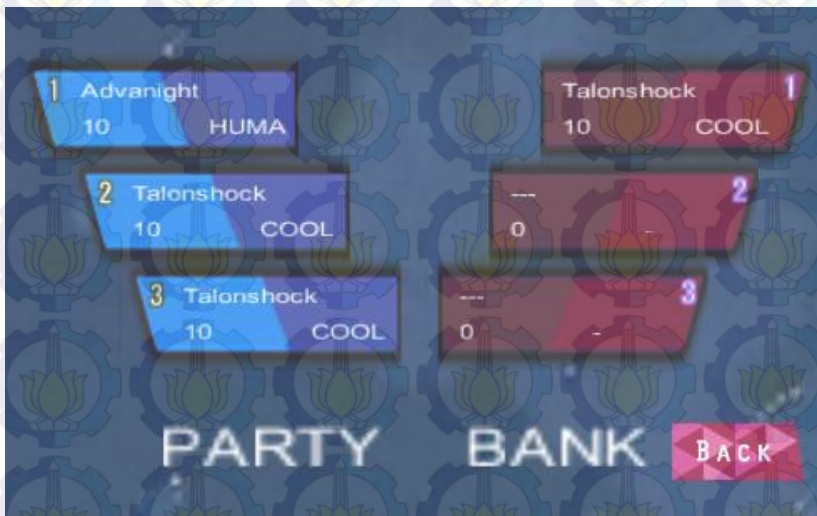 1 Advanight
10 HUMA
2 Talonshock
10 COOL
3 Talonshock
10 COOL
PARTY
Talonshock 1
10 COOL
--- 2
0 -
--- 3
0 -
BANK
BACK